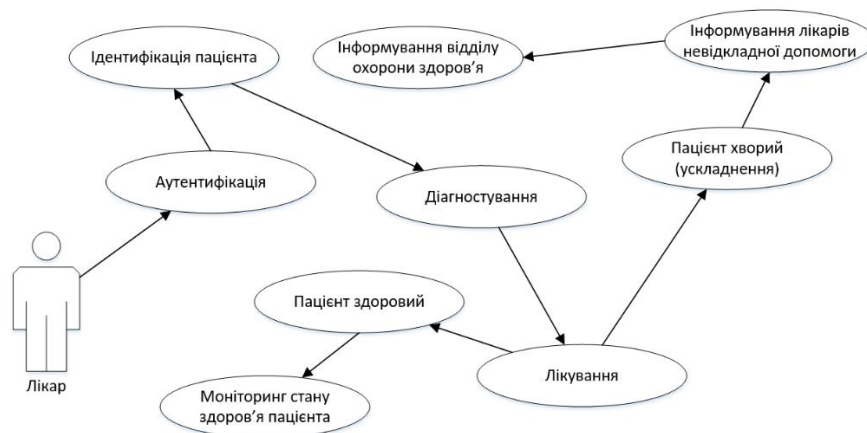 Ідентифікація пацієнта
Інформування відділу
охорони здоров'я
Інформування лікарів
невідкладної допомоги
Аутентифікація
Діагностування
Пацієнт хворий
(ускладнення)
Лікар
Пацієнт здоровий
Моніторинг стану
здоров'я пацієнта
Лікування